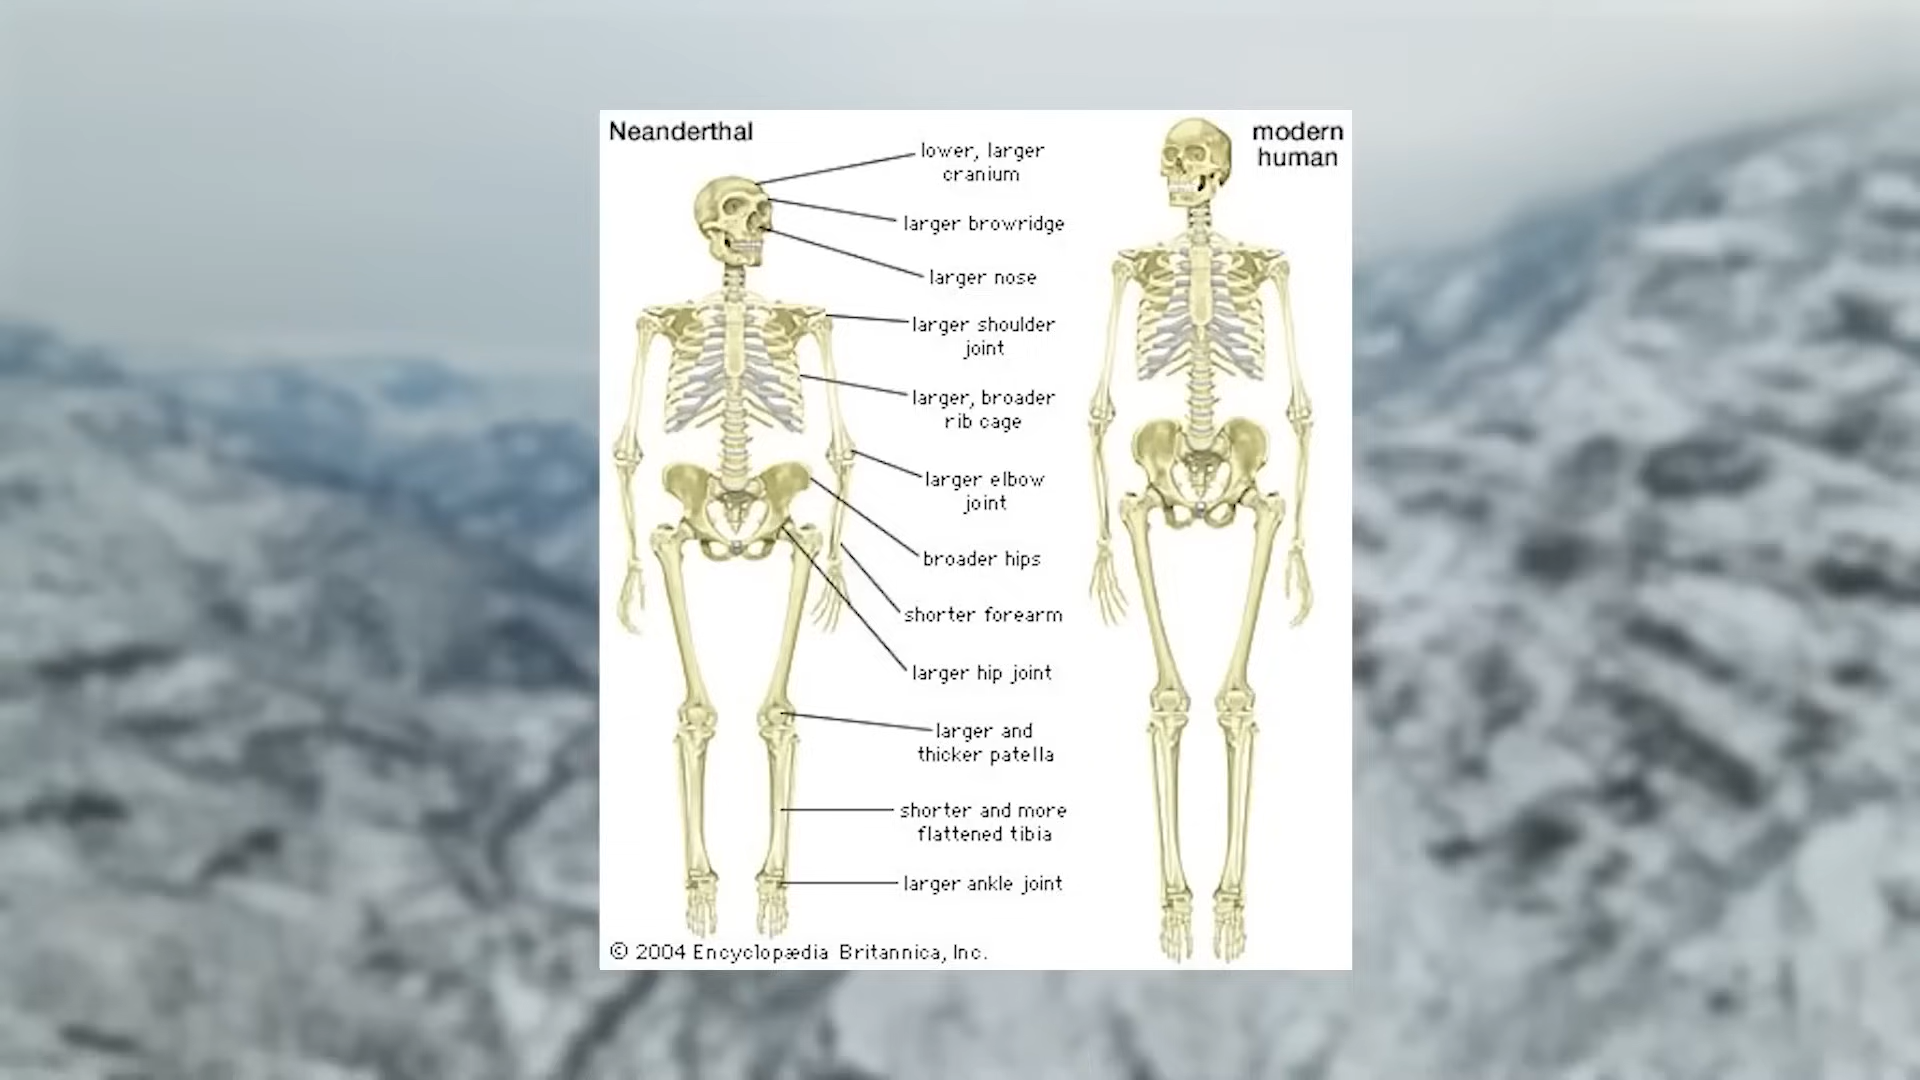 Neanderthal
modern
human
lower, larger
cranium
larger browridge
larger nose
larger shoulder
joint
larger, broader
rib cage
larger elbow
joint
broader hips
shorter forearm
larger hip joint
larger and
thicker patella
shorter and more
flattened tibia
larger ankle joint
© 2004 Encyclopædia Britannica, Inc.